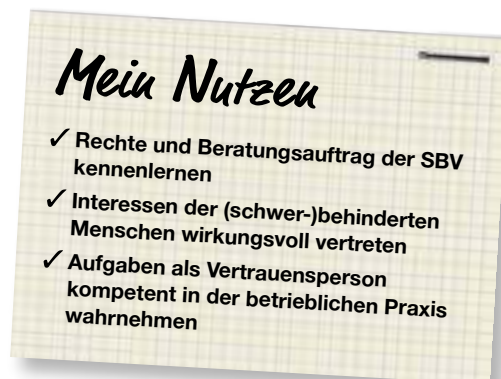 Mein Nutzen
✓ Rechte und Beratungsauftrag der SBV
kennenlernen
✓ Interessen der (schwer-)behinderten
Menschen wirkungsvoll vertreten
✓ Aufgaben als Vertrauensperson
kompetent in der betrieblichen Praxis
wahrnehmen